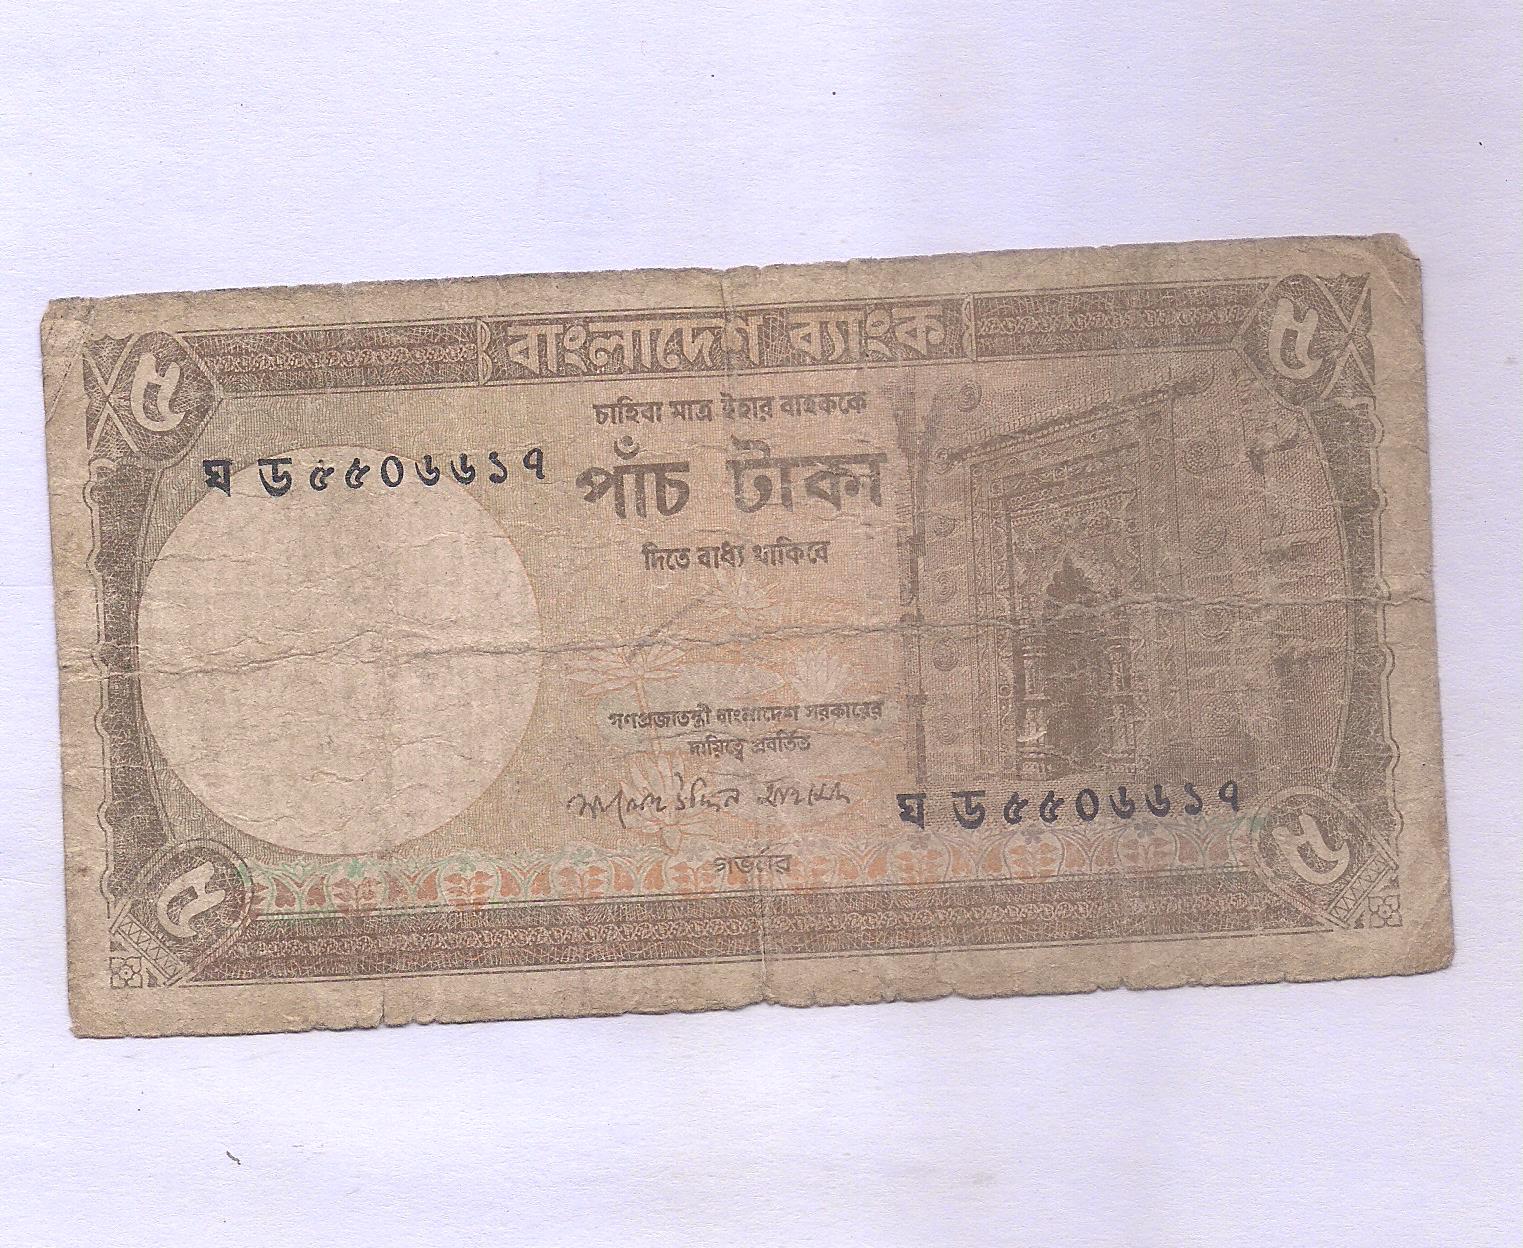 বাংলাদেশ ব্যাংক
৫
৫
চাহিবা মাত্র ইহার বাহককে
ঘ ড ৫৫০৬৬১৭
পাঁচ টাকা
দিতে বাধ্য থাকিবে
গণপ্রজাতন্ত্রী বাংলাদেশ সরকারের
দায়িত্বে প্রবর্তিত
ঘ ড ৫৫০৬৬১৭
গভর্নর
৫
৫